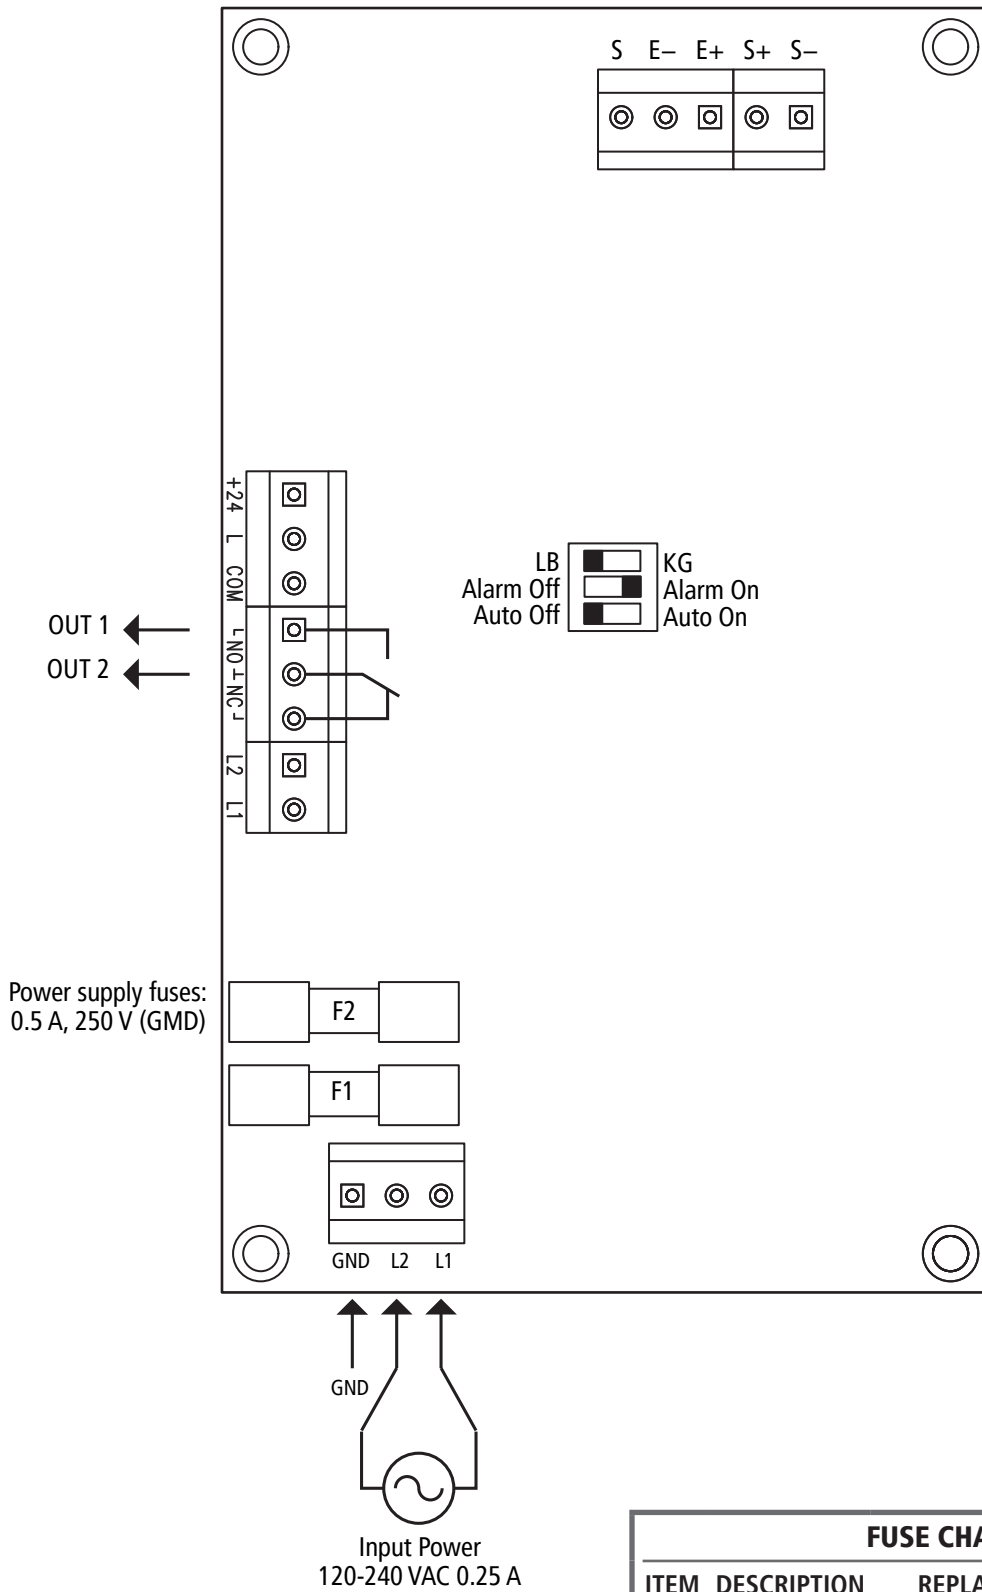 S E– E+ S+ S–
+24
L
COM
NO
NC
L2
L1
OUT 1
OUT 2
LB KG
Alarm Off Alarm On
Auto Off Auto On
Power supply fuses:
0.5 A, 250 V (GMD)
F2
F1
GND L2 L1
GND
Input Power
120-240 VAC 0.25 A
FUSE
ITEM DESCRIPTION